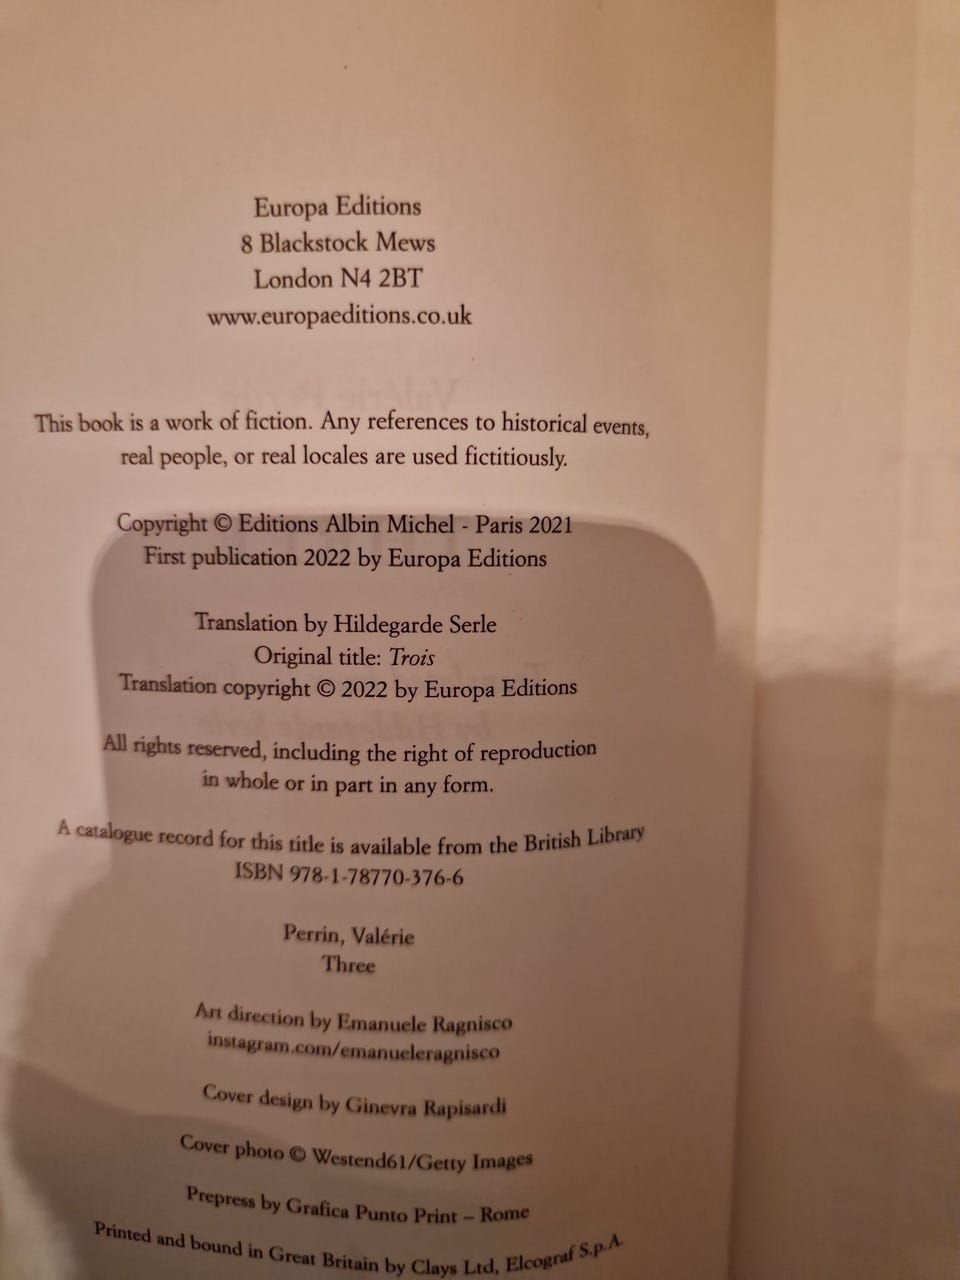 Europa Editions
8 Blackstock Mews
London N4 2BT
www.europaeditions.co.uk
This book is a work of fiction. Any references to historical events,
real people, or real locales are used fictitiously.
Copyright © Editions Albin Michel - Paris 2021
First publication 2022 by Europa Editions
Translation by Hildegarde Serle
Original title: Trois
Translation copyright © 2022 by Europa Editions
All rights reserved, including the right of reproduction
in whole or in part in any form.
A catalogue record for this title is available from the British Library
ISBN 978-1-78770-376-6
Perrin, Valérie
Three
Art direction by Emanuele Ragnisco
instagram.com/emanueleragnisco
Cover design by Ginevra Rapisardi
Cover photo © Westend61/Getty Images
Prepress by Grafica Punto Print – Rome
Printed and bound in Great Britain by Clays Ltd, Elcograf S.p.A.